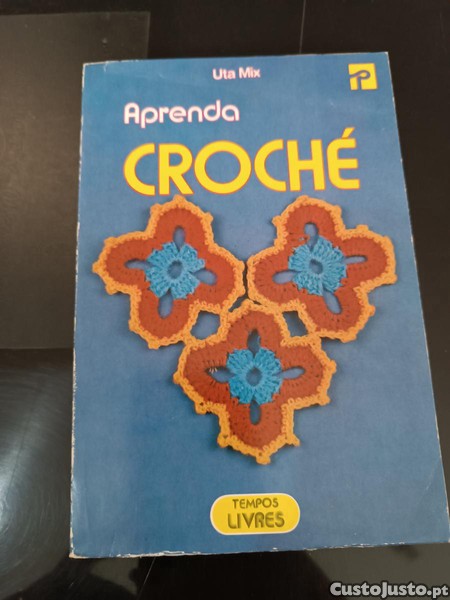 Uta Mix
P
Aprenda
CROCHÉ
TEMPOS
LIVRES
CustoJusto.pt